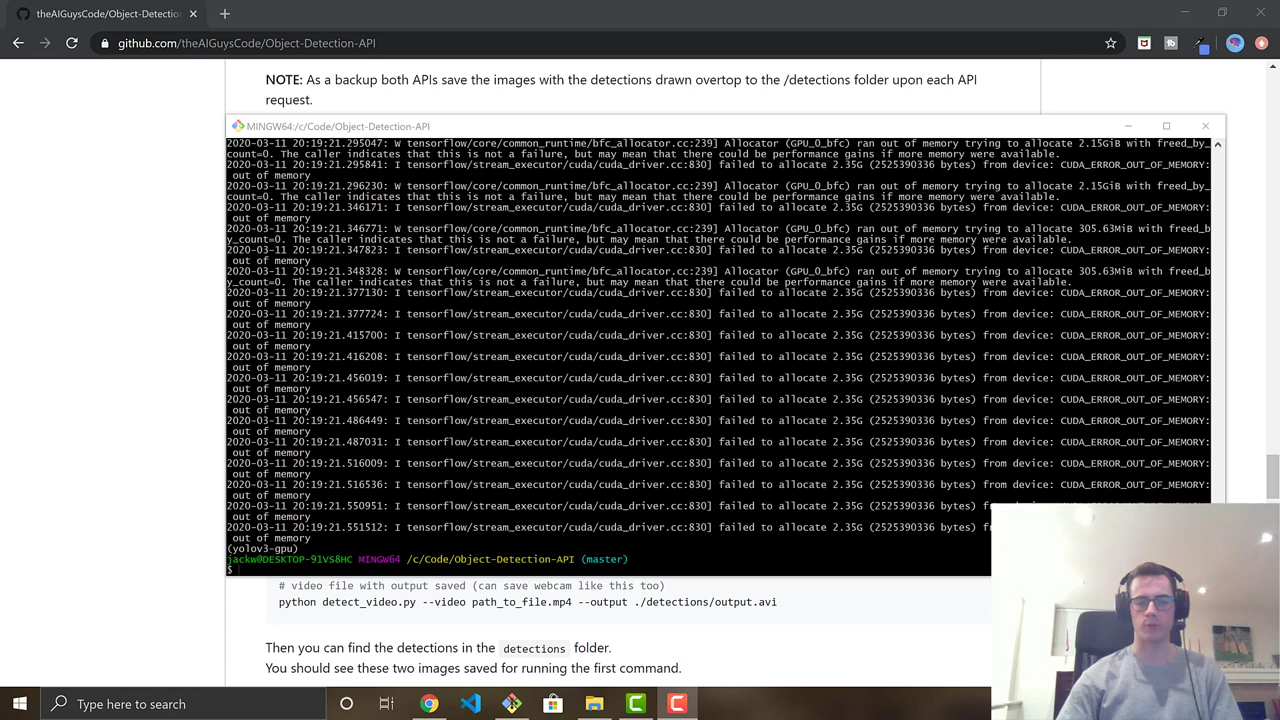 theAIGuysCode/Object-Detection
github.com/theAIGuysCode/Object-Detection-API
NOTE: As a backup both APIs save the images with the detections drawn overtop to the /detections folder upon each API
request.
MINGW64:/c/Code/Object-Detection-API
2020-03-11 20:19:21.295047: W tensorflow/core/common_runtime/bfc_allocator.cc:239] Allocator (GPU_0_bfc) ran out of memory trying to allocate 2.15GiB with freed_by_
count=0. The caller indicates that this is not a failure, but may mean that there could be performance gains if more memory were available.
2020-03-11 20:19:21.295841: I tensorflow/stream_executor/cuda/cuda_driver.cc:830] failed to allocate 2.35G (2525390336 bytes) from device: CUDA_ERROR_OUT_OF_MEMORY:
out of memory
2020-03-11 20:19:21.296230: W tensorflow/core/common_runtime/bfc_allocator.cc:239] Allocator (GPU_0_bfc) ran out of memory trying to allocate 2.15GiB with freed_by_
count=0. The caller indicates that this is not a failure, but may mean that there could be performance gains if more memory were available.
2020-03-11 20:19:21.346171: I tensorflow/stream_executor/cuda/cuda_driver.cc:830] failed to allocate 2.35G (2525390336 bytes) from device: CUDA_ERROR_OUT_OF_MEMORY:
out of memory
2020-03-11 20:19:21.346771: W tensorflow/core/common_runtime/bfc_allocator.cc:239] Allocator (GPU_0_bfc) ran out of memory trying to allocate 305.63MiB with freed_b
y_count=0. The caller indicates that this is not a failure, but may mean that there could be performance gains if more memory were available.
2020-03-11 20:19:21.347823: I tensorflow/stream_executor/cuda/cuda_driver.cc:830] failed to allocate 2.35G (2525390336 bytes) from device: CUDA_ERROR_OUT_OF_MEMORY:
out of memory
2020-03-11 20:19:21.348328: W tensorflow/core/common_runtime/bfc_allocator.cc:239] Allocator (GPU_0_bfc) ran out of memory trying to allocate 305.63MiB with freed_b
y_count=0. The caller indicates that this is not a failure, but may mean that there could be performance gains if more memory were available.
2020-03-11 20:19:21.377130: I tensorflow/stream_executor/cuda/cuda_driver.cc:830] failed to allocate 2.35G (2525390336 bytes) from device: CUDA_ERROR_OUT_OF_MEMORY:
out of memory
2020-03-11 20:19:21.377724: I tensorflow/stream_executor/cuda/cuda_driver.cc:830] failed to allocate 2.35G (2525390336 bytes) from device: CUDA_ERROR_OUT_OF_MEMORY:
out of memory
2020-03-11 20:19:21.415700: I tensorflow/stream_executor/cuda/cuda_driver.cc:830] failed to allocate 2.35G (2525390336 bytes) from device: CUDA_ERROR_OUT_OF_MEMORY:
out of memory
2020-03-11 20:19:21.416208: I tensorflow/stream_executor/cuda/cuda_driver.cc:830] failed to allocate 2.35G (2525390336 bytes) from device: CUDA_ERROR_OUT_OF_MEMORY:
out of memory
2020-03-11 20:19:21.456019: I tensorflow/stream_executor/cuda/cuda_driver.cc:830] failed to allocate 2.35G (2525390336 bytes) from device: CUDA_ERROR_OUT_OF_MEMORY:
out of memory
2020-03-11 20:19:21.456547: I tensorflow/stream_executor/cuda/cuda_driver.cc:830] failed to allocate 2.35G (2525390336 bytes) from device: CUDA_ERROR_OUT_OF_MEMORY:
out of memory
2020-03-11 20:19:21.486449: I tensorflow/stream_executor/cuda/cuda_driver.cc:830] failed to allocate 2.35G (2525390336 bytes) from device: CUDA_ERROR_OUT_OF_MEMORY:
out of memory
2020-03-11 20:19:21.487031: I tensorflow/stream_executor/cuda/cuda_driver.cc:830] failed to allocate 2.35G (2525390336 bytes) from device: CUDA_ERROR_OUT_OF_MEMORY:
out of memory
2020-03-11 20:19:21.516009: I tensorflow/stream_executor/cuda/cuda_driver.cc:830] failed to allocate 2.35G (2525390336 bytes) from device: CUDA_ERROR_OUT_OF_MEMORY:
out of memory
2020-03-11 20:19:21.516536: I tensorflow/stream_executor/cuda/cuda_driver.cc:830] failed to allocate 2.35G (2525390336 bytes) from device: CUDA_ERROR_OUT_OF_MEMORY:
out of memory
2020-03-11 20:19:21.550951: I tensorflow/stream_executor/cuda/cuda_driver.cc:830] failed to allocate 2.35G (2525390336 bytes)
out of memory
2020-03-11 20:19:21.551512: I tensorflow/stream_executor/cuda/cuda_driver.cc:830] failed to allocate 2.35G (2525390336 bytes)
out of memory
(yolov3-gpu)
jackw@DESKTOP-91VS8HC MINGW64 /c/Code/Object-Detection-API (master)
$
# video file with output saved (can save webcam like this too)
python detect_video.py --video path_to_file.mp4 --output ./detections/output.avi
Then you can find the detections in the detections folder.
You should see these two images saved for running the first command.
Type here to search